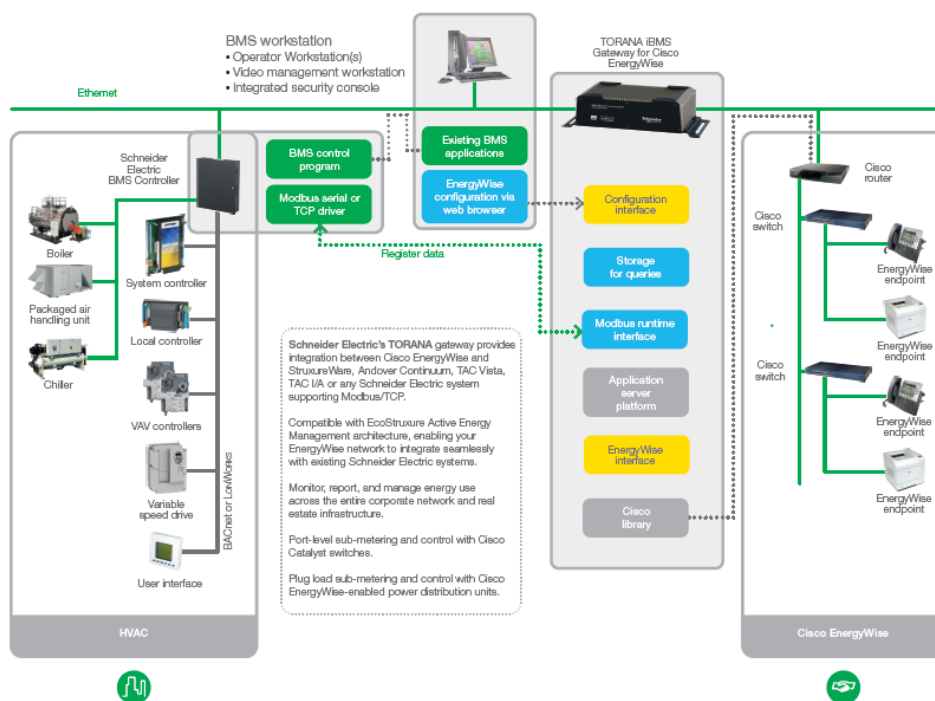 BMS workstation
• Operator Workstation(s)
• Video management workstation
• Integrated security console
TORANA iBMS
Gateway for Cisco
EnergyWise
Ethernet
Schneider
Electric
BMS Controller
BMS control
program
Modbus serial or
TCP driver
Existing BMS
applications
EnergyWise
configuration via
web browser
Schneider
Configuration
interface
Storage
for queries
Modbus runtime
interface
Application
server
platform
EnergyWise
interface
Cisco
library
Register data
Boiler
Packaged air
handling unit
Chiller
System controller
Local controller
VAV controllers
Variable
speed drive
User interface
BACnet or LONWORKS
Schneider Electric's TORANA gateway provides
integration between Cisco EnergyWise and
StruxureWare, Andover Continuum, TAC Vista,
TAC I/A or any Schneider Electric system
supporting Modbus/TCP.
Compatible with EcoStruxure Active Energy
Management architecture, enabling your
EnergyWise network to integrate seamlessly
with existing Schneider Electric systems.
Monitor, report, and manage energy use
across the entire corporate network and real
estate infrastructure.
Port-level sub-metering and control with Cisco
Catalyst switches.
Plug load sub-metering and control with Cisco
EnergyWise-enabled power distribution units.
Cisco
router
Cisco
switch
EnergyWise
endpoint
EnergyWise
endpoint
Cisco
switch
EnergyWise
endpoint
EnergyWise
endpoint
HVAC
Cisco EnergyWise